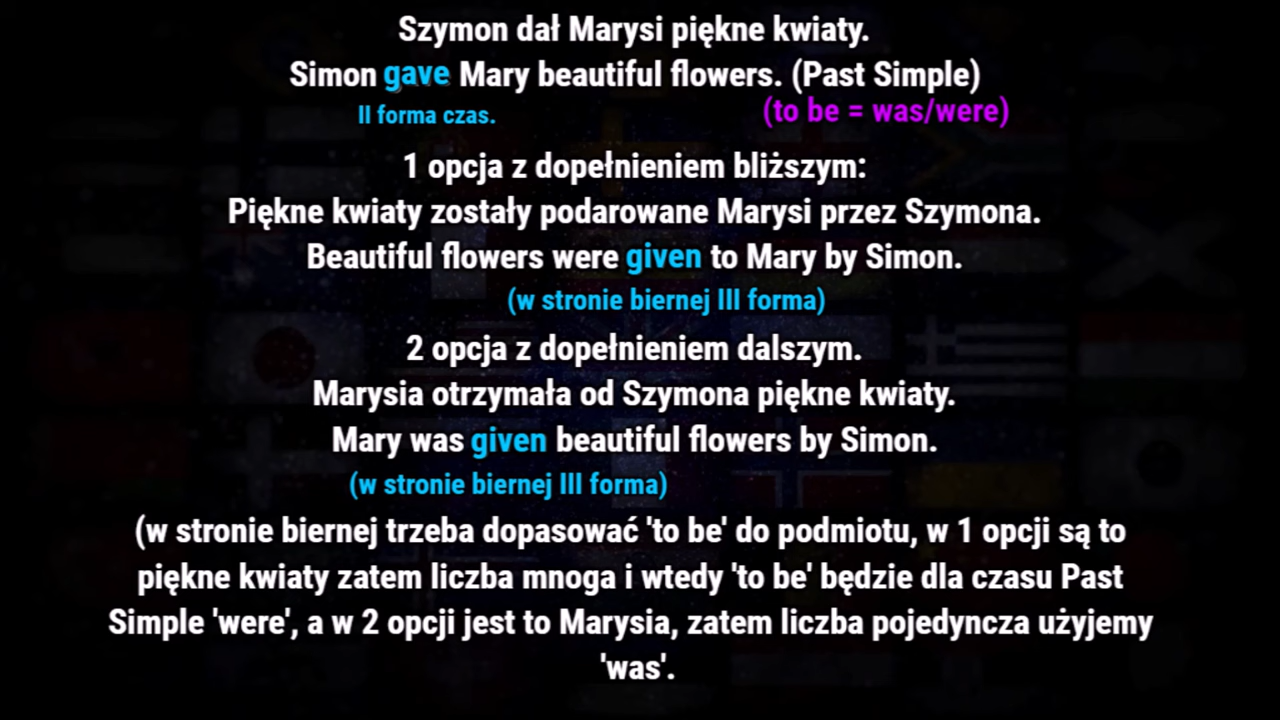 Szymon dał Marysi piękne kwiaty.
Simon gave Mary beautiful flowers. (Past Simple)
II forma czas.
(to be = was/were)
1 opcja z dopełnieniem bliższym:
Piękne kwiaty zostały podarowane Marysi przez Szymona.
Beautiful flowers were given to Mary by Simon.
(w stronie biernej III forma)
2 opcja z dopełnieniem dalszym.
Marysia otrzymała od Szymona piękne kwiaty.
Mary was given beautiful flowers by Simon.
(w stronie biernej III forma)
(w stronie biernej trzeba dopasować 'to be' do podmiotu, w 1 opcji są to
piękne kwiaty zatem liczba mnoga i wtedy 'to be' będzie dla czasu Past
Simple 'were', a w 2 opcji jest to Marysia, zatem liczba pojedyncza użyjemy
'was'.